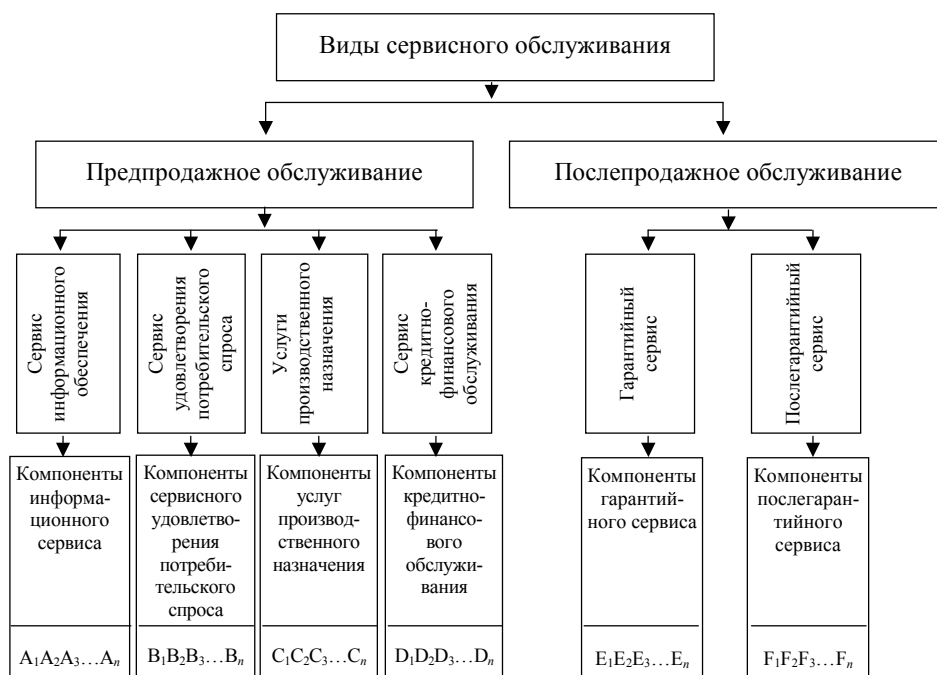 Виды сервисного обслуживания
Предпродажное обслуживание
Послепродажное обслуживание
Сервис
информационного
обеспечения
Сервис
удовлетворения
потребительского
спроса
Услуги
производственного
назначения
Сервис
кредитно-
финансового
обслуживания
Гарантийный
сервис
Послегарантийный
сервис
Компоненты
информа-
ционного
сервиса
A₁A₂A₃…Aₙ
Компоненты
сервисного
удовлетво-
рения
потреби-
тельского
спроса
B₁B₂B₃…Bₙ
Компоненты
услуг
производ-
ственного
назначения
C₁C₂C₃…Cₙ
Компоненты
кредитно-
финансо-
вого
обслужи-
вания
D₁D₂D₃…Dₙ
Компоненты
гарантий-
ного сервиса
E₁E₂E₃…Eₙ
Компоненты
послегаран-
тийного
сервиса
F₁F₂F₃…Fₙ